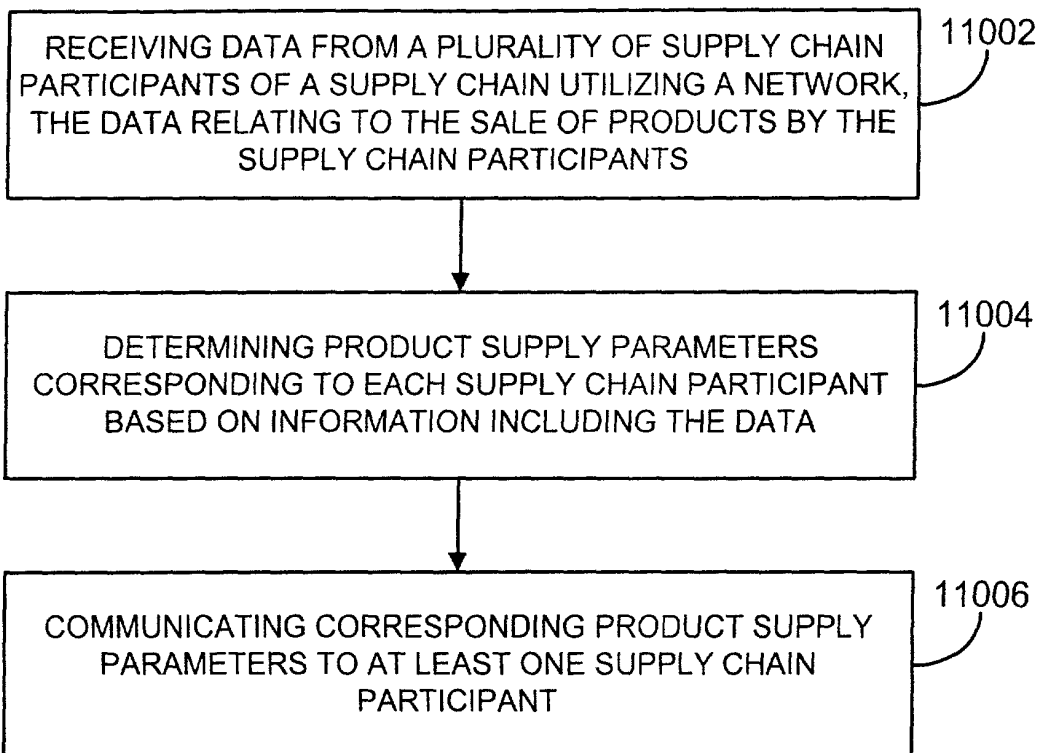 RECEIVING DATA FROM A PLURALITY OF SUPPLY CHAIN
PARTICIPANTS OF A SUPPLY CHAIN UTILIZING A NETWORK,
THE DATA RELATING TO THE SALE OF PRODUCTS BY THE
SUPPLY CHAIN PARTICIPANTS
11002
DETERMINING PRODUCT SUPPLY PARAMETERS
CORRESPONDING TO EACH SUPPLY CHAIN PARTICIPANT
BASED ON INFORMATION INCLUDING THE DATA
11004
COMMUNICATING CORRESPONDING PRODUCT SUPPLY
PARAMETERS TO AT LEAST ONE SUPPLY CHAIN
PARTICIPANT
11006